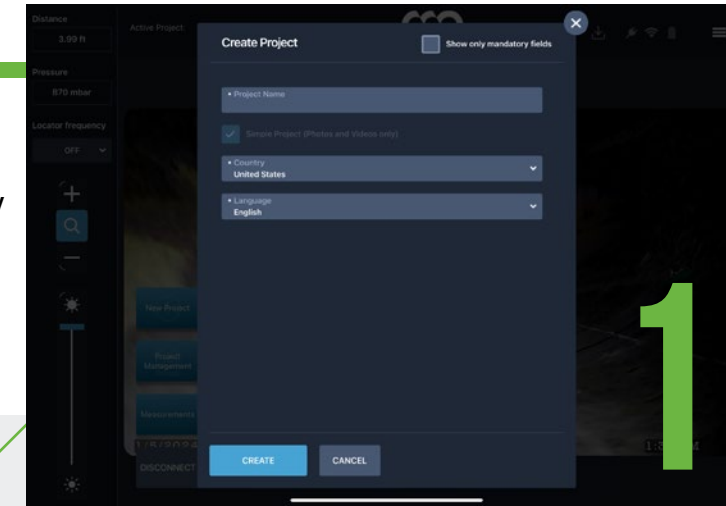 Distance
3.99 ft
Pressure
870 mbar
Locator frequency
OFF
Active Project:
Create Project
Show only mandatory fields
• Project Name
Simple Project (Photos and Videos only)
• Country
United States
• Language
English
New Project
Project
Management
Measurements
DISCONNECT
CREATE
CANCEL
1
y